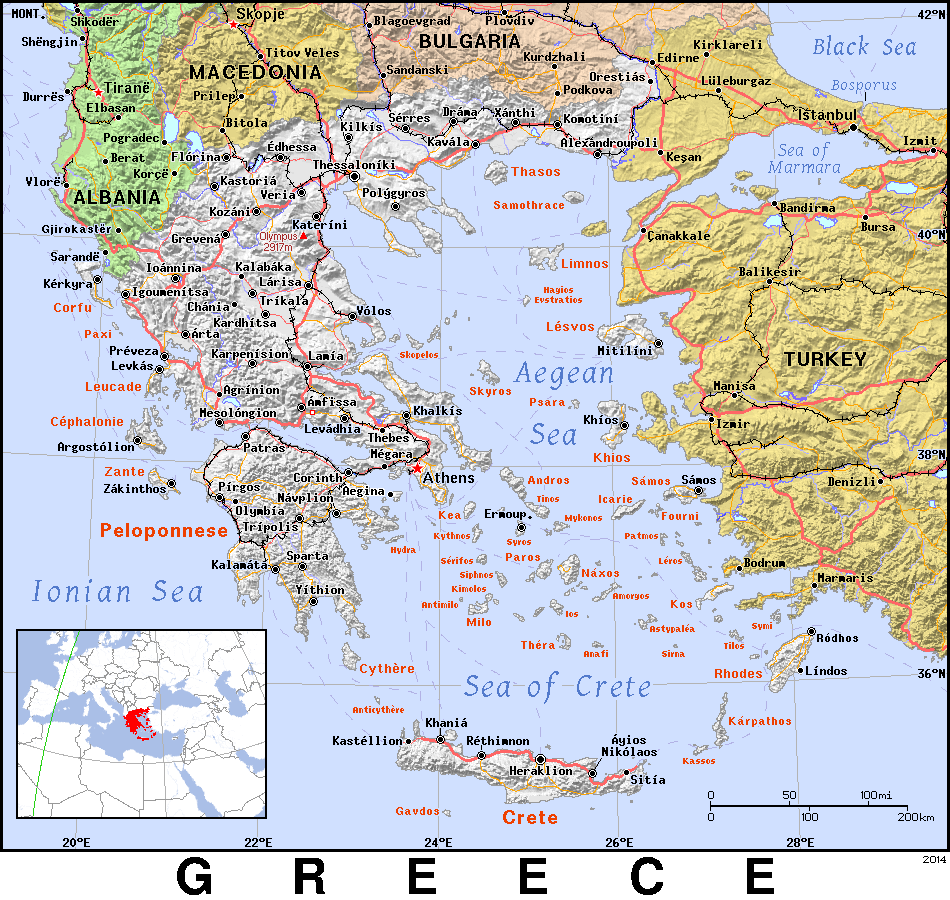 MONT.
Skopje
42°N
Shkodër
Blagoevgrad
Plovdiv
Shëngjin
BULGARIA
Kirklareli
Black Sea
Titov Veles
Edirne
MACEDONIA
Sandanski
Kurdzhali
Orestiás
Lüleburgaz
Bosporus
Tiranë
Durrës
Prilep
Podkova
Elbasan
Istanbul
Bitola
Kilkís
Sérres
Dráma
Xánthi
Komotiní
Pogradec
Édhessa
Kavála
Alexandroupoli
Izmit
Berat
Flórina
Keşan
Sea of
Marmara
Korçë
Thessaloníki
Thasos
Vlorë
Kastoriá
Veria
Polýgyros
ALBANIA
Samothrace
Bandirma
Kozáni
Kateríni
Bursa
Gjirokastër
Grevená
Olympus
2917m
Çanakkale
40°N
Sarandë
Limnos
Ioánnina
Kalabáka
Balikesir
Kérkyra
Lárisa
Igoumenítsa
Hagios
Evstratios
Corfu
Chánia
Tríkala
Vólos
Kardhítsa
Lésvos
Paxi
Árta
Mitilíni
Préveza
Karpenísion
Lamía
Skopelos
TURKEY
Levkás
Aegean
Sea
Leucade
Agrínion
Skyros
Manisa
Psára
Ámfissa
Mesolóngion
Khalkís
Khíos
Céphalonie
Levádhia
Izmir
Thebes
Argostólion
Patras
Mégara
Khios
38°N
Zante
Corinth
Athens
Andros
Sámos
Sámos
Denizli
Zákinthos
Pírgos
Návplion
Aegina
Tinos
Icarie
Olymbía
Kea
Ermoup.
Mykonos
Fourni
Peloponnese
Trípolis
Kythnos
Syros
Patmos
Hydra
Sparta
Sérifos
Paros
Léros
Bodrum
Kalamátá
Siphnos
Naxos
Marmaris
Ionian Sea
Yíthion
Kimolos
Amorgos
Kos
Antimilo
Milo
Ios
Astypaléa
Symi
Ródhos
Théra
Anafi
Sirna
Tilos
Cythère
Rhodes
Líndos
36°N
Sea of Crete
Anticythère
Khaniá
Kárpathos
Kastéllion
Réthimnon
Áyios
Nikólaos
Kassos
Heraklion
Sitía
0 50 100mi
0 100 200km
Gavdos
Crete
20°E 22°E 24°E 26°E 28°E
2014
G R E E C E